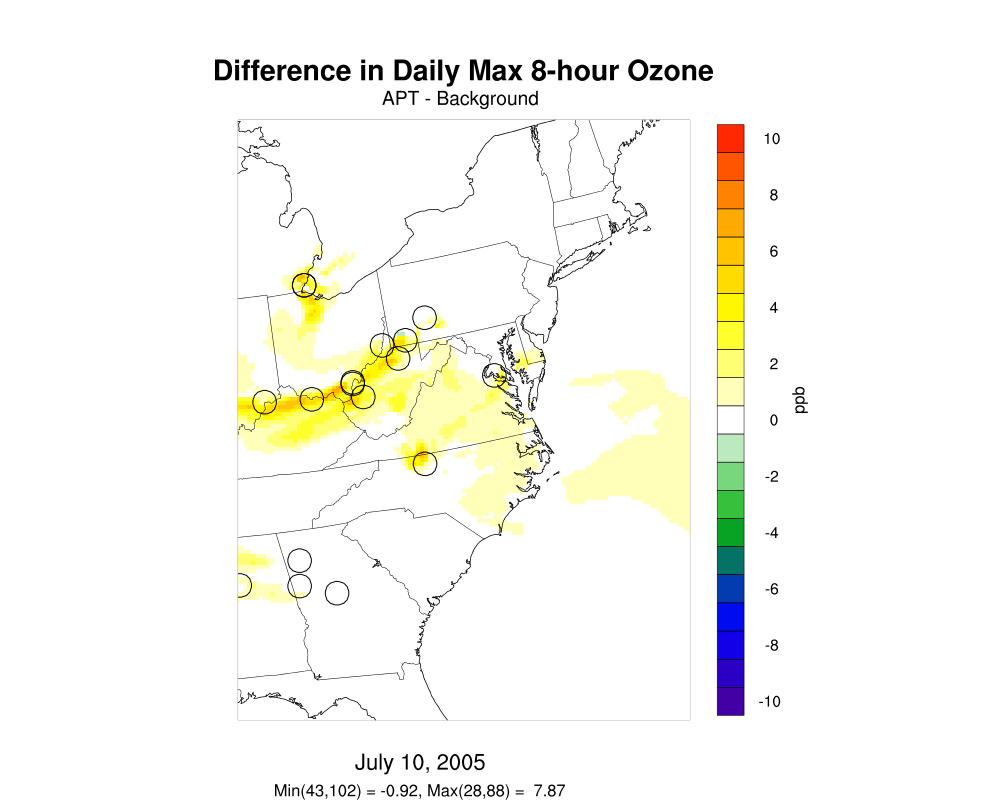 Difference in Daily Max 8-hour Ozone
APT - Background
10
8
6
4
2
0
-2
-4
-6
-8
-10
ppb
July 10, 2005
Min(43,102) = -0.92, Max(28,88) = 7.87